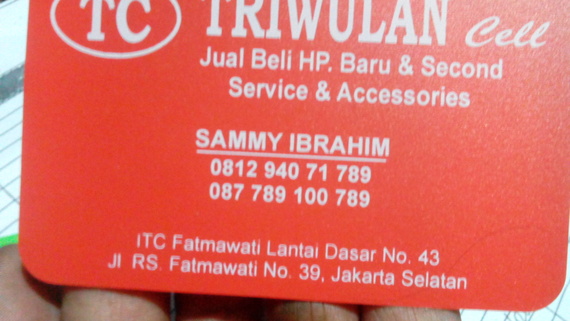 TC TRIWULAN Cell
Jual Beli HP. Baru & Second
Service & Accessories
SAMMY IBRAHIM
0812 940 71 789
087 789 100 789
ITC Fatmawati Lantai Dasar No. 43
Jl RS. Fatmawati No. 39, Jakarta Selatan